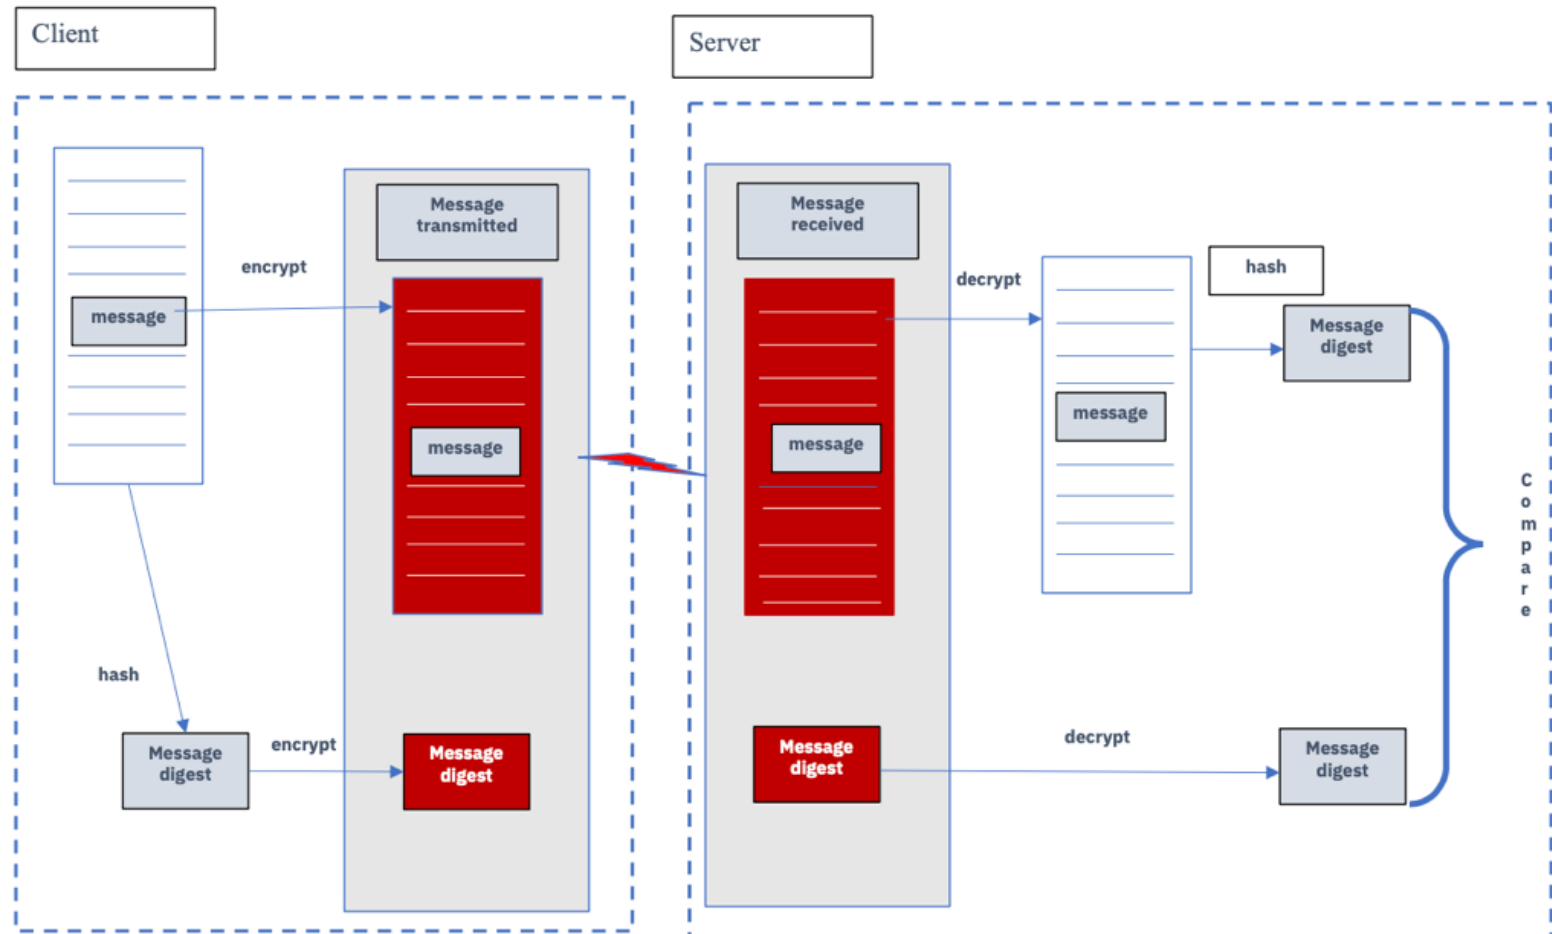 Client
Server
Message
transmitted
encrypt
message
message
hash
Message
digest
encrypt
Message
digest
Message
received
decrypt
hash
Message
digest
message
message
C
o
m
p
a
r
e
Message
digest
decrypt
Message
digest